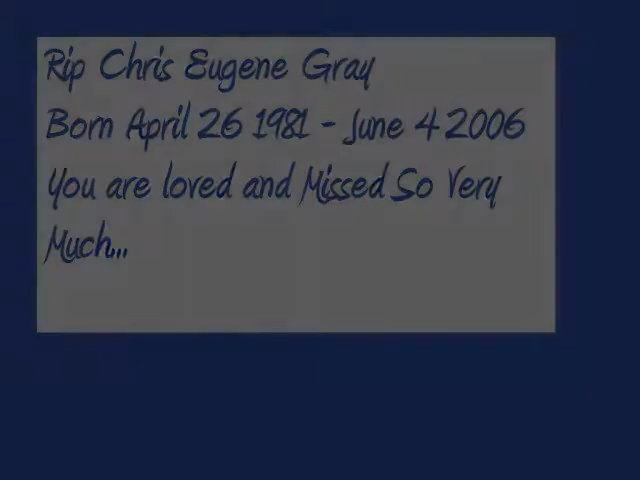 Rip Chris Eugene Gray
Born April 26 1981 - June 4 2006
You are loved and Missed So Very
Much...